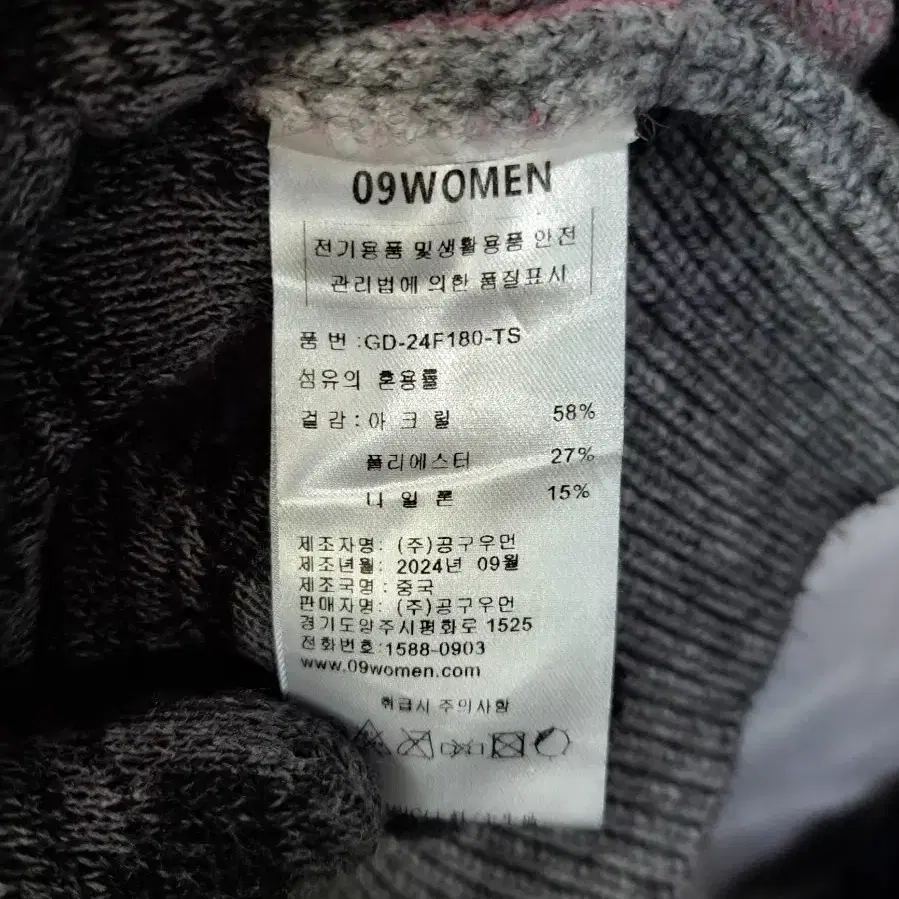 09WOMEN
전기용품 및생활용품 안전
관리법에 의한 품질표시
품 번 :GD-24F180-TS
섬유의 혼용률
겉감 : 아 크 릴 58%
폴리에스터 27%
나 일 론 15%
제조자명: (주)공구우먼
제조년월: 2024년 09월
제조국명 : 중국
판매자명: (주)공구우먼
경기도양주시평화로 1525
전화번호:1588-0903
www.09women.com
취급시 주의사항